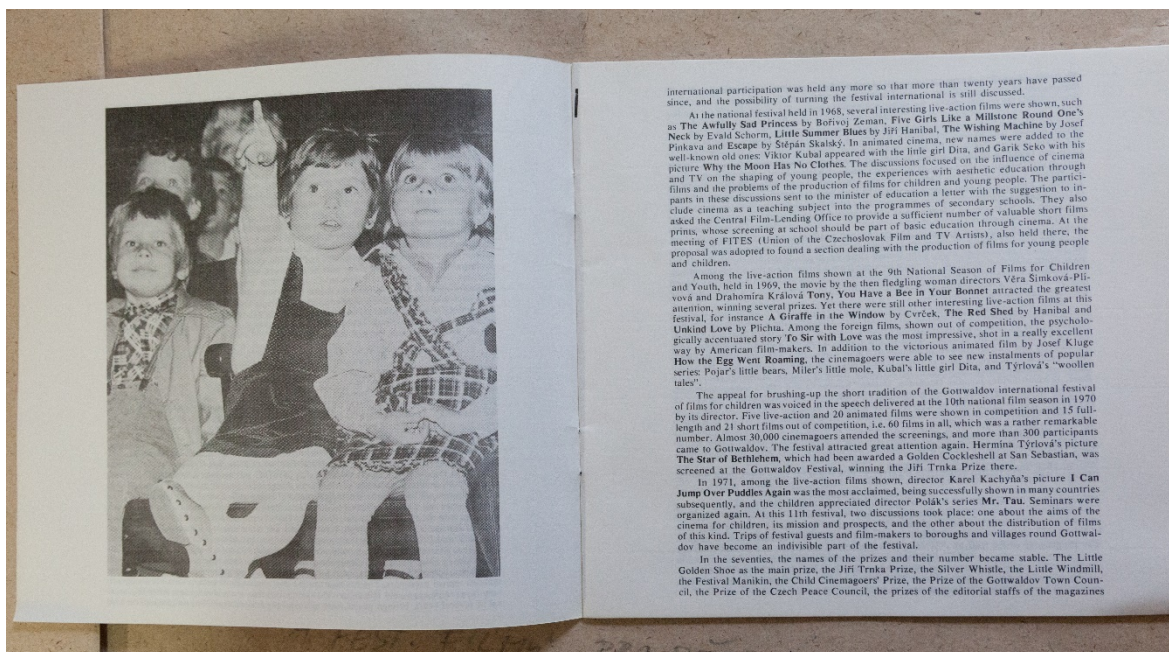 international participation was held any more so that more than twenty years have passed
since, and the possibility of turning the festival international is still discussed.
At the national festival held in 1968, several interesting live-action films were shown, such
as The Awfully Sad Princess by Bořivoj Zeman, Five Girls Like a Millstone Round One's
Neck by Evald Schorm, Little Summer Blues by Jiří Hanibal, The Wishing Machine by Josef
Pinkava and Escape by Štěpán Skalský. In animated cinema, new names were added to the
well-known old ones: Viktor Kubal appeared with the little girl Dita, and Garik Seko with his
picture Why the Moon Has No Clothes. The discussions focused on the influence of cinema
and TV on the shaping of young people, the experiences with aesthetic education through
films and the problems of the production of films for children and young people. The partici-
pants in these discussions sent to the minister of education a letter with the suggestion to in-
clude cinema as a teaching subject into the programmes of secondary schools. They also
asked the Central Film-Lending Office to provide a sufficient number of valuable short films
prints, whose screening at school should be part of basic education through cinema. At the
meeting of FITES (Union of the Czechoslovak Film and TV Artists), also held there, the
proposal was adopted to found a section dealing with the production of films for young people
and children.
Among the live-action films shown at the 9th National Season of Films for Children
and Youth, held in 1969, the movie by the then fledgling woman directors Věra Šimková-Plí-
vová and Drahomíra Králová Tony, You Have a Bee in Your Bonnet attracted the greatest
attention, winning several prizes. Yet there were still other interesting live-action films at this
festival, for instance A Giraffe in the Window by Cvrček, The Red Shed by Hanibal and
Unkind Love by Plichta. Among the foreign films, shown out of competition, the psycholo-
gically accentuated story To Sir with Love was the most impressive, shot in a really excellent
way by American film-makers. In addition to the victorious animated film by Josef Kluge
How the Egg Went Roaming, the cinemagoers were able to see new instalments of popular
series: Pojar's little bears, Miler's little mole, Kubal's little girl Dita, and Týrlová's "woollen
tales".
The appeal for brushing-up the short tradition of the Gottwaldov international festival
of films for children was voiced in the speech delivered at the 10th national film season in 1970
by its director. Five live-action and 20 animated films were shown in competition and 15 full-
length and 21 short films out of competition, i.e. 60 films in all, which was a rather remarkable
number. Almost 30,000 cinemagoers attended the screenings, and more than 300 participants
came to Gottwaldov. The festival attracted great attention again. Hermína Týrlová's picture
The Star of Bethlehem, which had been awarded a Golden Cockleshell at San Sebastian, was
screened at the Gottwaldov Festival, winning the Jiří Trnka Prize there.
In 1971, among the live-action films shown, director Karel Kachyňa's picture I Can
Jump Over Puddles Again was the most acclaimed, being successfully shown in many countries
subsequently, and the children appreciated director Polák's series Mr. Tau. Seminars were
organized again. At this 11th festival, two discussions took place: one about the aims of the
cinema for children, its mission and prospects, and the other about the distribution of films
of this kind. Trips of festival guests and film-makers to boroughs and villages round Gottwal-
dov have become an indivisible part of the festival.
In the seventies, the names of the prizes and their number became stable. The Little
Golden Shoe as the main prize, the Jiří Trnka Prize, the Silver Whistle, the Little Windmill,
the Festival Manikin, the Child Cinemagoers' Prize, the Prize of the Gottwaldov Town Coun-
cil, the Prize of the Czech Peace Council, the prizes of the editorial staffs of the magazines